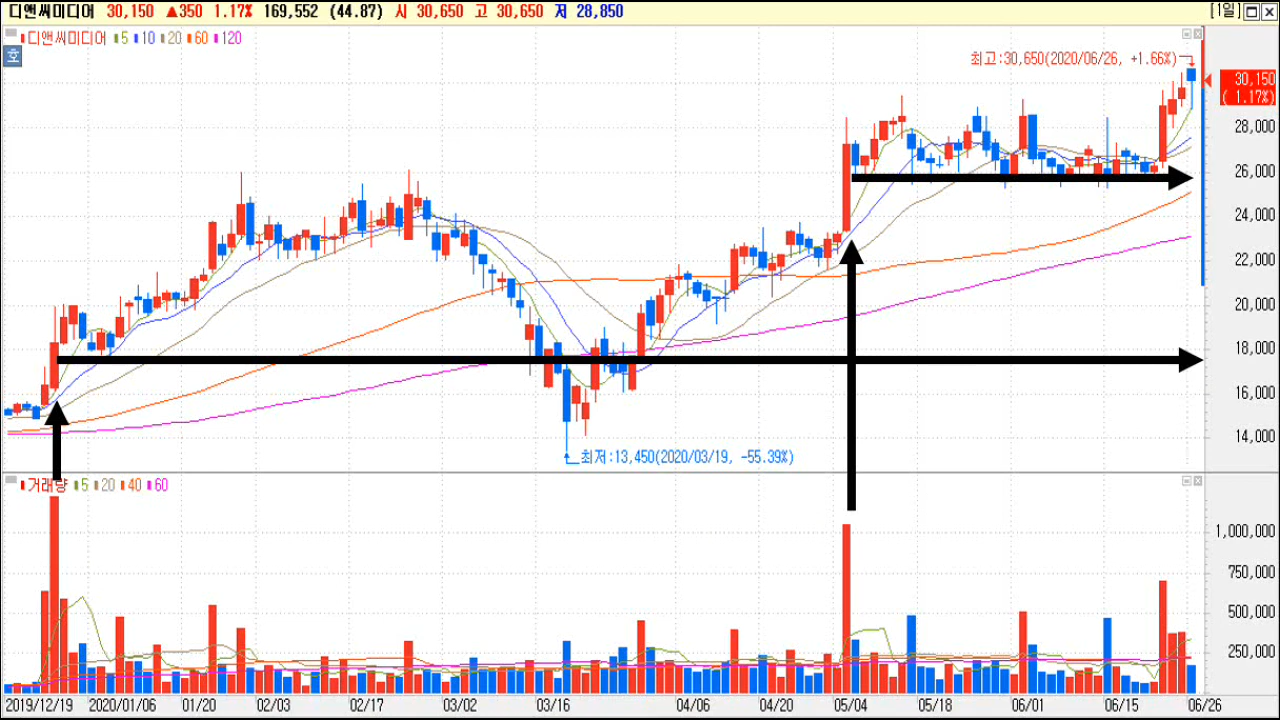 디앤씨미디어 30,150 ▲350 1.17% 169,552 (44.87) 시 30,650 고 30,650 저 28,850 [1일]
디앤씨미디어 5 10 20 60 120
호
최고:30,650(2020/06/26, +1.66%)
30,150
( 1.17%)
28,000
26,000
24,000
22,000
20,000
18,000
16,000
14,000
최저:13,450(2020/03/19, -55.39%)
거래량 5 20 40 60
1,000,000
750,000
500,000
250,000
2019/12/19 2020/01/06 01/20 02/03 02/17 03/02 03/16 04/06 04/20 05/04 05/18 06/01 06/15 06/26